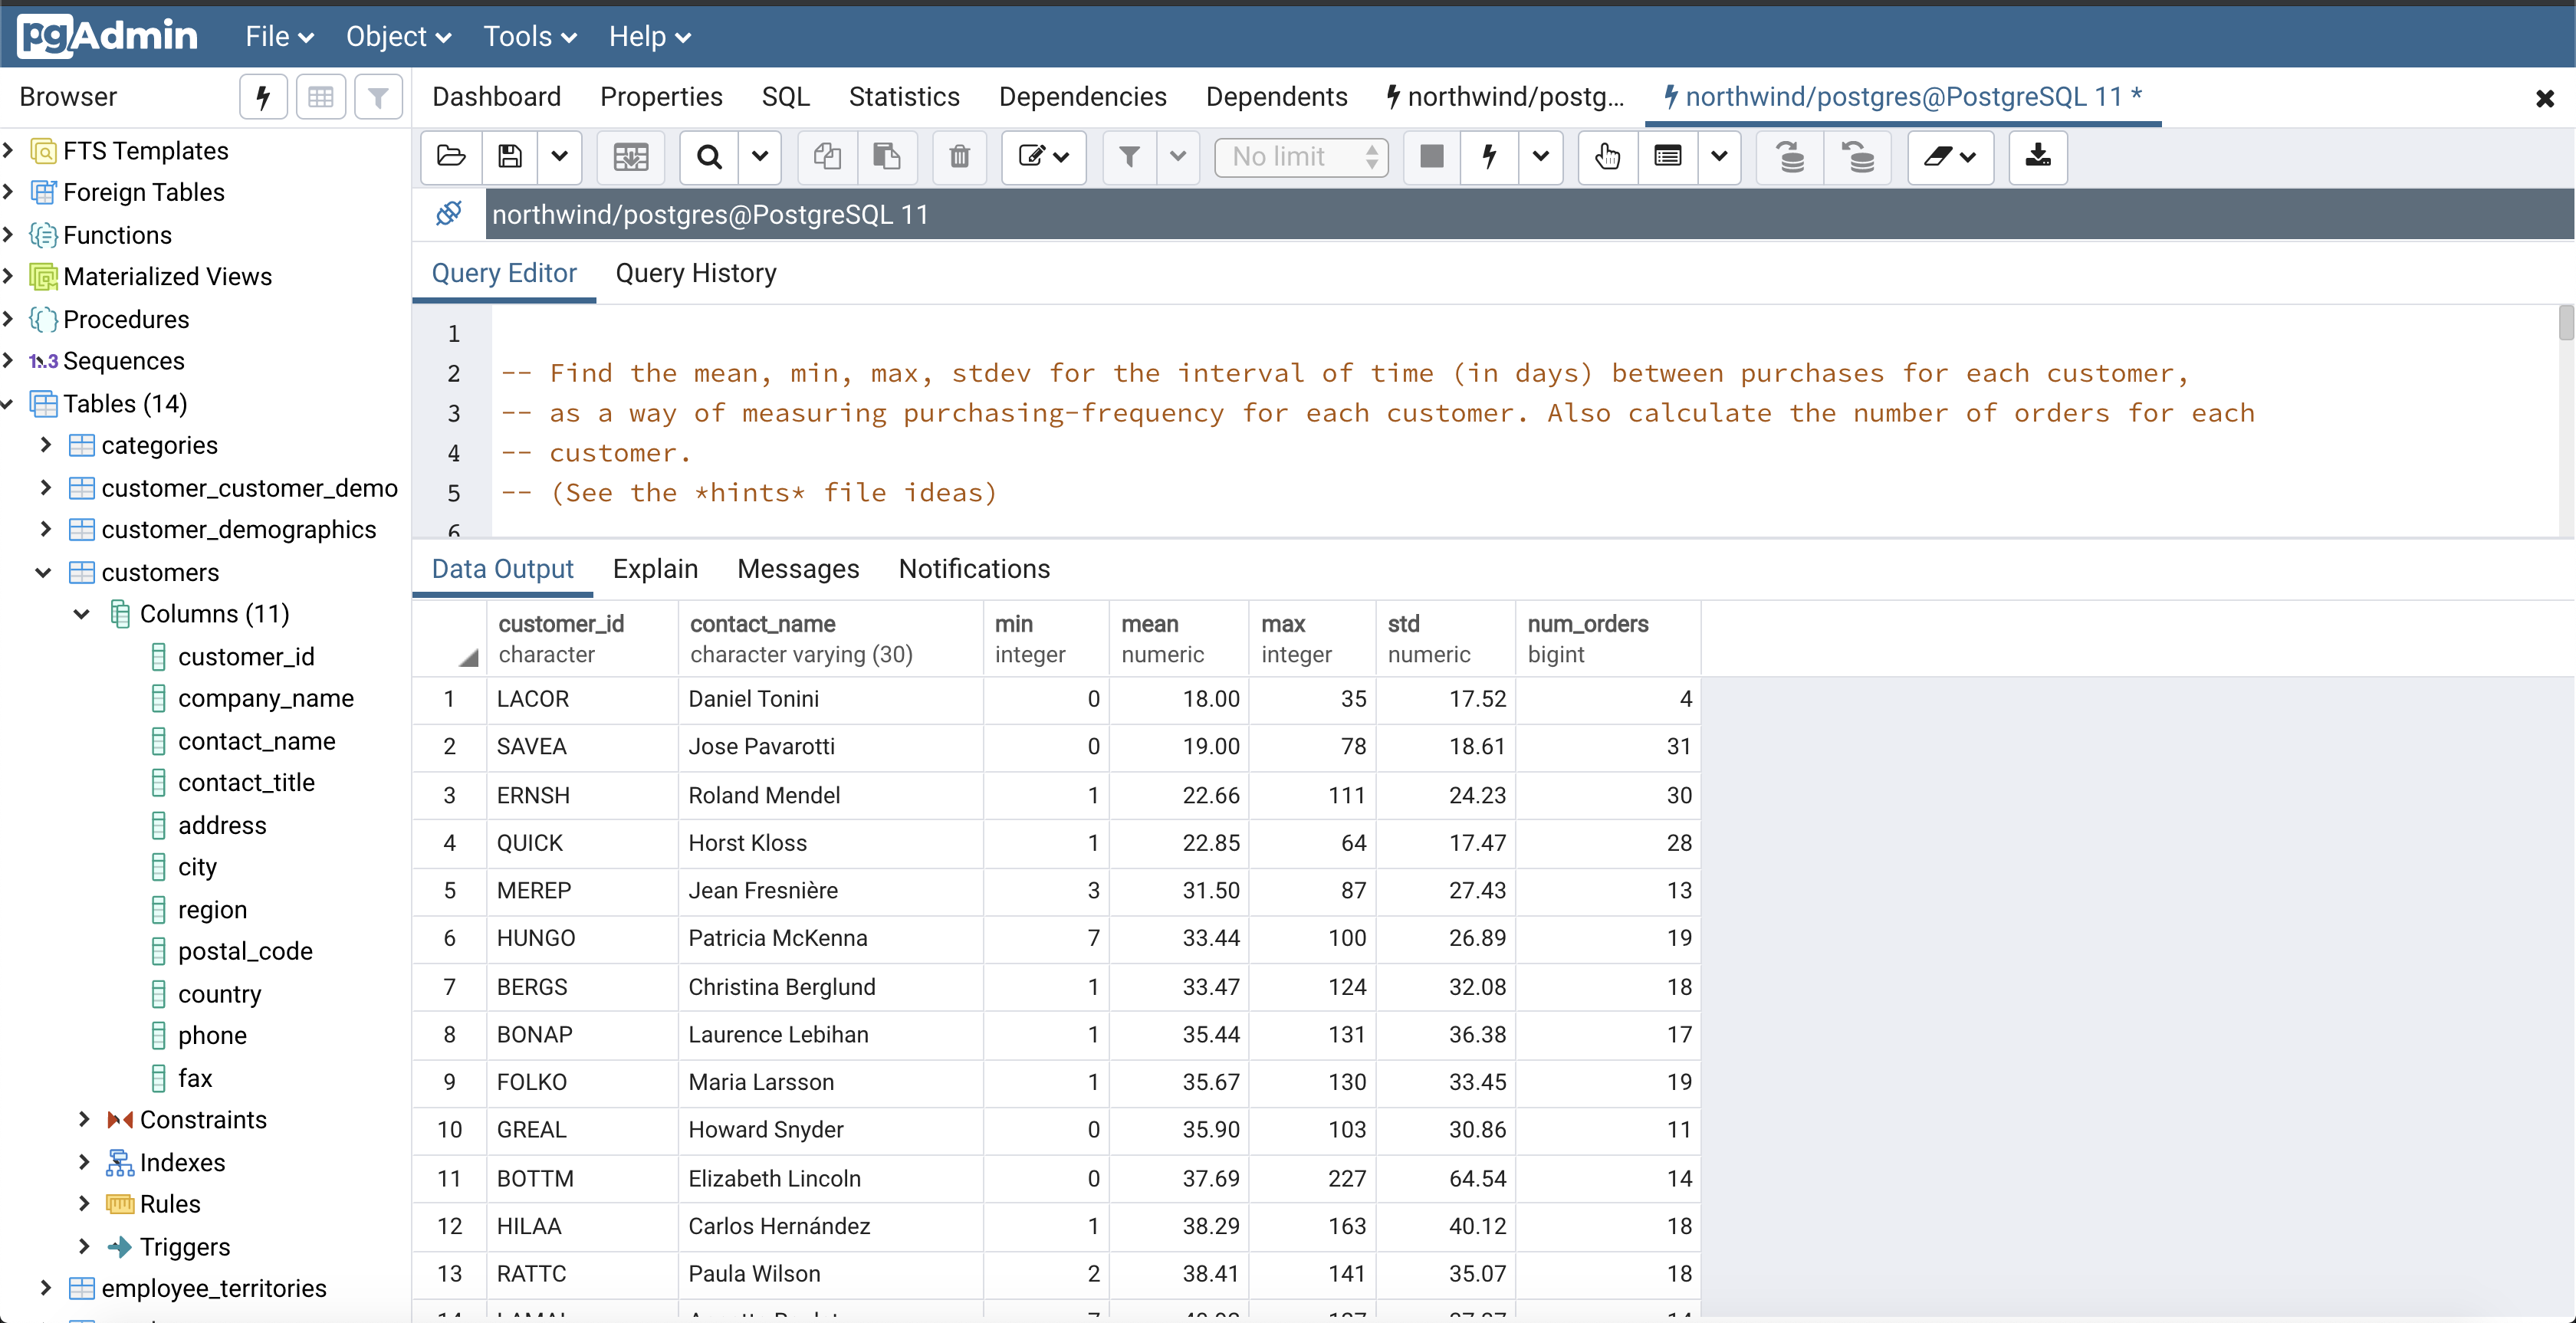 pgAdmin File Object Tools Help
Browser
Dashboard Properties SQL Statistics Dependencies Dependents northwind/postg... northwind/postgres@PostgreSQL 11 *
FTS Templates
Foreign Tables
Functions
Materialized Views
Procedures
1..3 Sequences
Tables (14)
categories
customer_customer_demo
customer_demographics
customers
Columns (11)
customer_id
company_name
contact_name
contact_title
address
city
region
postal_code
country
phone
fax
Constraints
Indexes
Rules
Triggers
employee_territories
No limit
northwind/postgres@PostgreSQL 11
Query Editor Query History
1
2 -- Find the mean, min, max, stdev for the interval of time (in days) between purchases for each customer,
3 -- as a way of measuring purchasing-frequency for each customer. Also calculate the number of orders for each
4 -- customer.
5 -- (See the *hints* file ideas)
6
Data Output Explain Messages Notifications
customer_id contact_name min mean max std num_orders
character character varying (30) integer numeric integer numeric bigint
1 LACOR Daniel Tonini 0 18.00 35 17.52 4
2 SAVEA Jose Pavarotti 0 19.00 78 18.61 31
3 ERNSH Roland Mendel 1 22.66 111 24.23 30
4 QUICK Horst Kloss 1 22.85 64 17.47 28
5 MEREP Jean Fresnière 3 31.50 87 27.43 13
6 HUNGO Patricia McKenna 7 33.44 100 26.89 19
7 BERGS Christina Berglund 1 33.47 124 32.08 18
8 BONAP Laurence Lebihan 1 35.44 131 36.38 17
9 FOLKO Maria Larsson 1 35.67 130 33.45 19
10 GREAL Howard Snyder 0 35.90 103 30.86 11
11 BOTTM Elizabeth Lincoln 0 37.69 227 64.54 14
12 HILAA Carlos Hernández 1 38.29 163 40.12 18
13 RATTC Paula Wilson 2 38.41 141 35.07 18